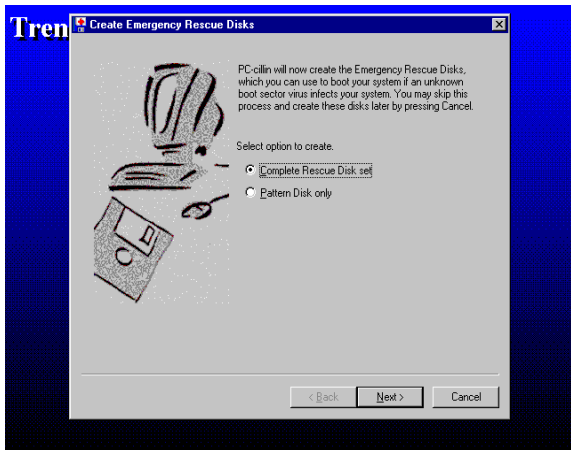 Tren
Create Emergency Rescue Disks
PC-cillin will now create the Emergency Rescue Disks,
which you can use to boot your system if an unknown
boot sector virus infects your system. You may skip this
process and create these disks later by pressing Cancel.
Select option to create.
Complete Rescue Disk set
Pattern Disk only
< Back
Next >
Cancel